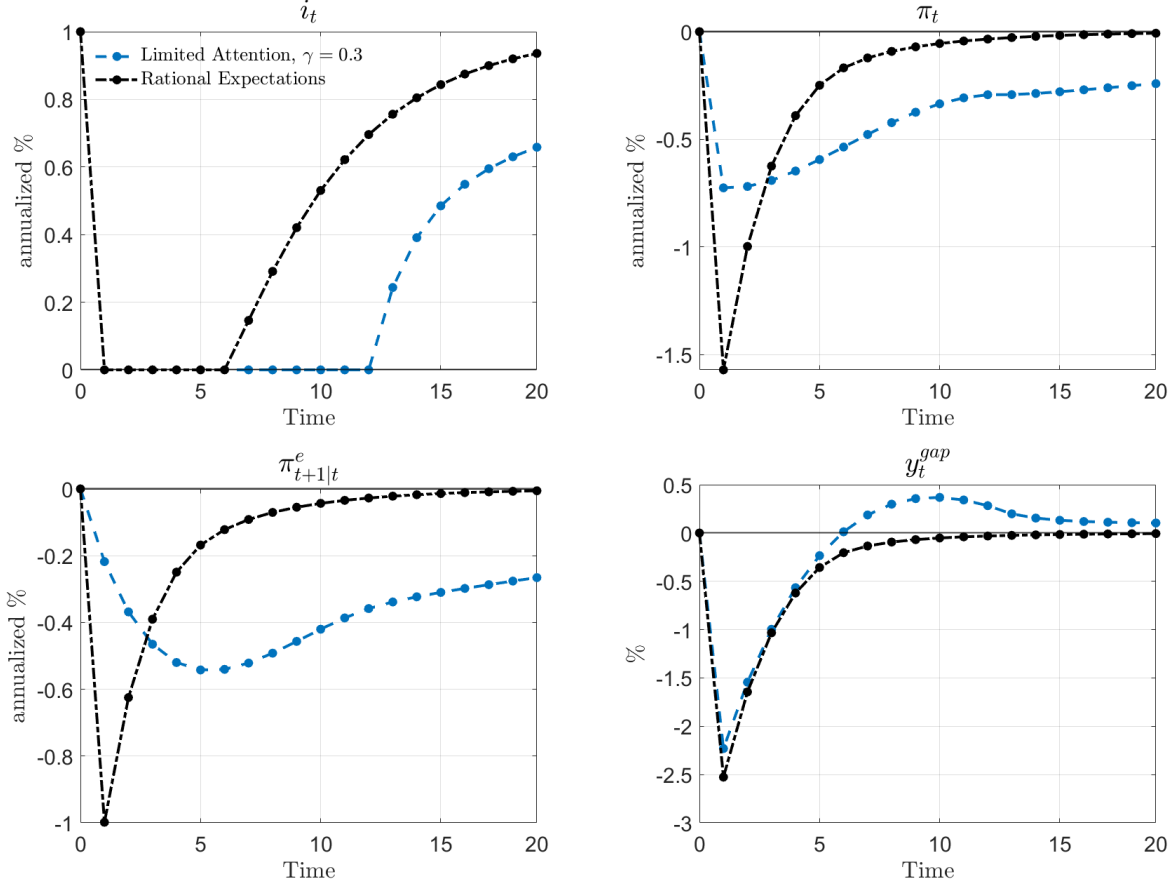 i_t
annualized %
1
0.8
0.6
0.4
0.2
0
Limited Attention, γ = 0.3
Rational Expectations
0 5 10 15 20
Time
π_t
annualized %
0
-0.5
-1
-1.5
0 5 10 15 20
Time
π^e_{t+1|t}
annualized %
0
-0.2
-0.4
-0.6
-0.8
-1
0 5 10 15 20
Time
y_t^{gap}
%
0.5
0
-0.5
-1
-1.5
-2
-2.5
-3
0 5 10 15 20
Time